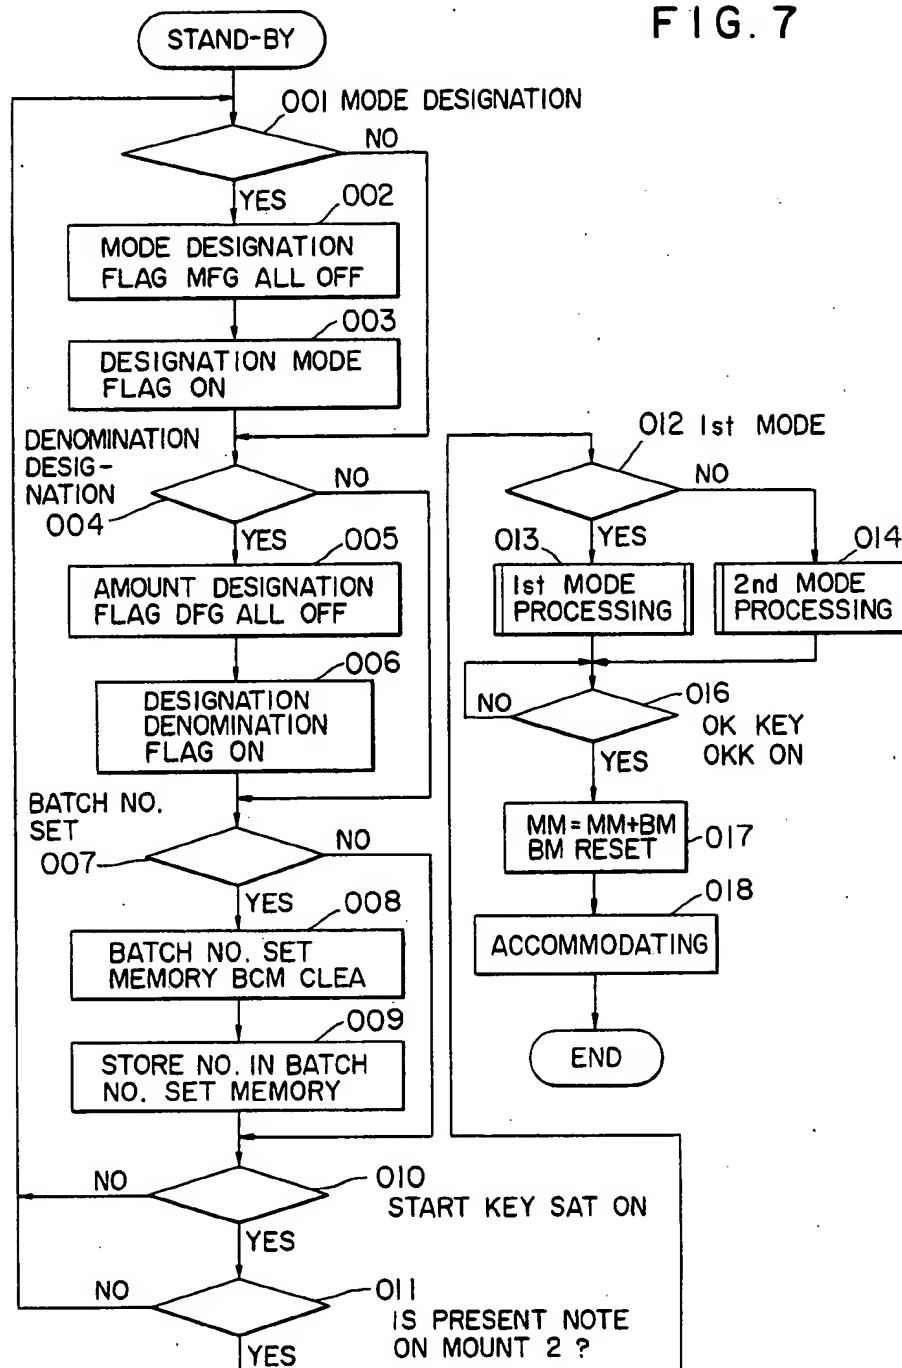 FIG. 7
STAND-BY
001 MODE DESIGNATION
NO
YES
002
MODE DESIGNATION
FLAG MFG ALL OFF
003
DESIGNATION MODE
FLAG ON
DENOMINATION
DESIG-
NATION
004
NO
YES
005
AMOUNT DESIGNATION
FLAG DFG ALL OFF
006
DESIGNATION
DENOMINATION
FLAG ON
BATCH NO.
SET
007
NO
YES
008
BATCH NO. SET
MEMORY BCM CLEA
009
STORE NO. IN BATCH
NO. SET MEMORY
NO
010
START KEY SAT ON
YES
NO
011
IS PRESENT NOTE
ON MOUNT 2 ?
YES
012 1st MODE
NO
YES
013
1st MODE
PROCESSING
014
2nd MODE
PROCESSING
NO
016
OK KEY
OKK ON
YES
MM=MM+BM
BM RESET
017
018
ACCOMMODATING
END